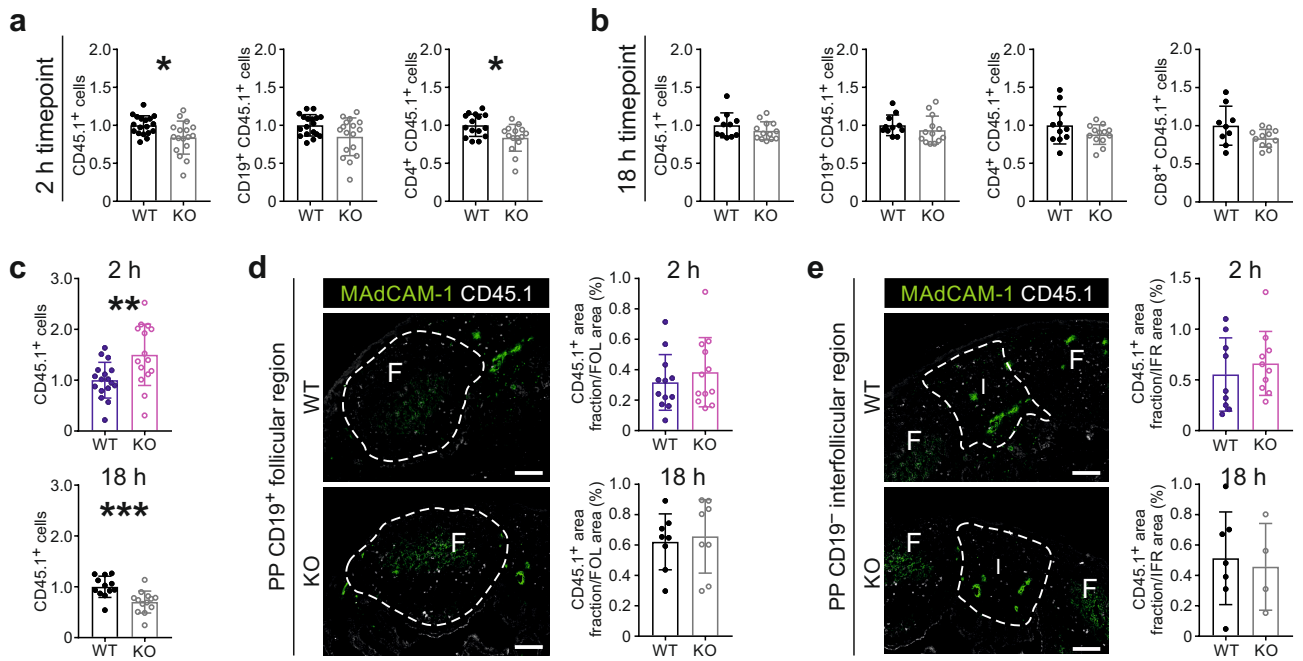 a
2 h timepoint
CD45.1+ cells
2.0
1.5
1.0
0.5
0
*
WT KO
CD19+ CD45.1+ cells
2.0
1.5
1.0
0.5
0
WT KO
CD4+ CD45.1+ cells
2.0
1.5
1.0
0.5
0
*
WT KO
b
18 h timepoint
CD45.1+ cells
2.0
1.5
1.0
0.5
0
WT KO
CD19+ CD45.1+ cells
2.0
1.5
1.0
0.5
0
WT KO
CD4+ CD45.1+ cells
2.0
1.5
1.0
0.5
0
WT KO
CD8+ CD45.1+ cells
2.0
1.5
1.0
0.5
0
WT KO
c
2 h
CD45.1+ cells
3.0
2.0
1.0
0
**
WT KO
18 h
CD45.1+ cells
3.0
2.0
1.0
0
***
WT KO
d
PP CD19+ follicular region
MAdCAM-1 CD45.1
WT
F
KO
F
2 h
CD45.1+ area
fraction/FOL area (%)
1.0
0.8
0.6
0.4
0.2
0
WT KO
18 h
CD45.1+ area
fraction/FOL area (%)
1.0
0.8
0.6
0.4
0.2
0
WT KO
e
PP CD19− interfollicular region
MAdCAM-1 CD45.1
WT
F
I
F
KO
F
I
F
2 h
CD45.1+ area
fraction/IFR area (%)
1.5
1.0
0.5
0
WT KO
18 h
CD45.1+ area
fraction/IFR area (%)
1.0
0.8
0.6
0.4
0.2
0
WT KO